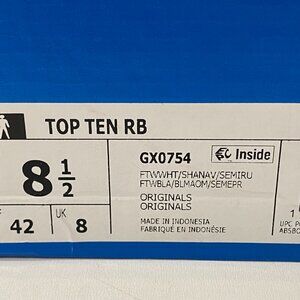 TOP TEN RB
8 1/2
42
UK
8
GX0754
Inside
FTWWHT/SHANAV/SEMIRU
FTWBLA/BLMAOM/SEMEPR
ORIGINALS
ORIGINALS
MADE IN INDONESIA
FABRIQUÉ EN INDONÉSIE